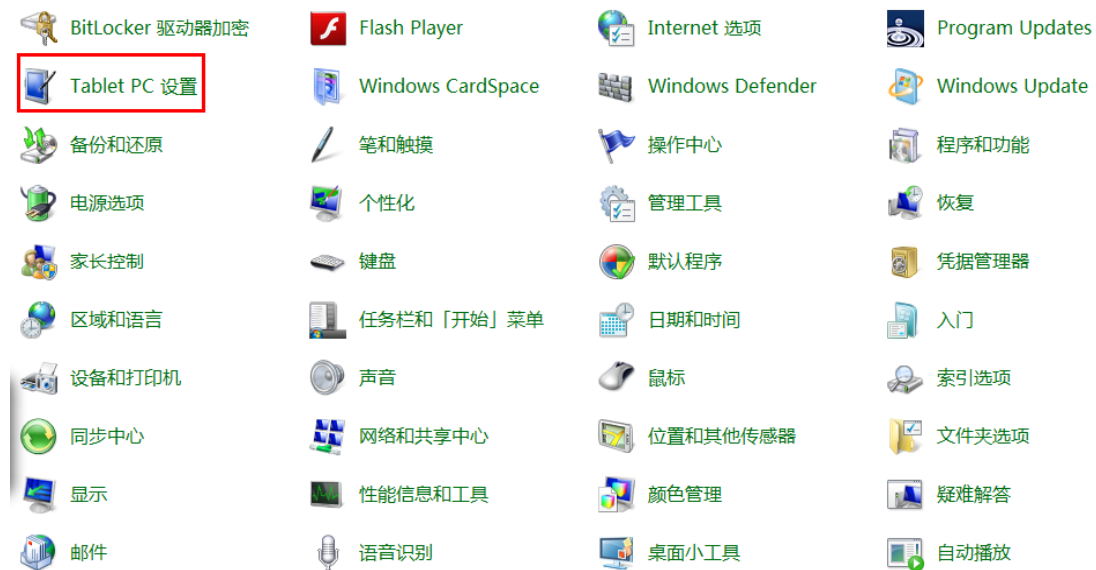 BitLocker 驱动器加密 Flash Player Internet 选项 Program Updates
Tablet PC 设置 Windows CardSpace Windows Defender Windows Update
备份和还原 笔和触摸 操作中心 程序和功能
电源选项 个性化 管理工具 恢复
家长控制 键盘 默认程序 凭据管理器
区域和语言 任务栏和「开始」菜单 日期和时间 入门
设备和打印机 声音 鼠标 索引选项
同步中心 网络和共享中心 位置和其他传感器 文件夹选项
显示 性能信息和工具 颜色管理 疑难解答
邮件 语音识别 桌面小工具 自动播放